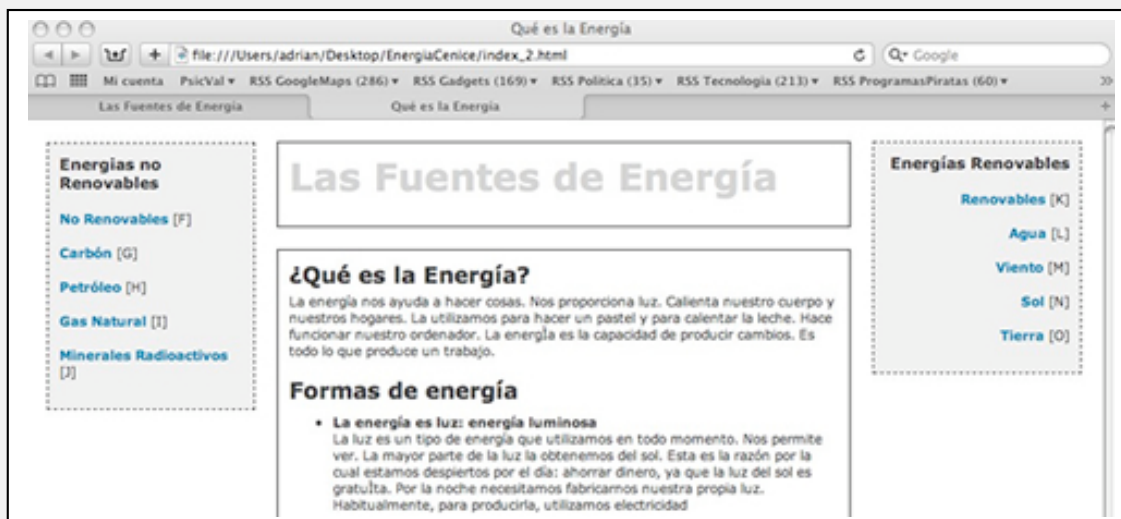 Qué es la Energía
file:///Users/adrian/Desktop/EnergiaCenice/index_2.html
Google
Mi cuenta PsicVal RSS GoogleMaps (286) RSS Gadgets (169) RSS Politica (35) RSS Tecnologia (213) RSS ProgramasPiratas (60)
Las Fuentes de Energía
Qué es la Energía
Energias no
Renovables
No Renovables [F]
Carbón [G]
Petróleo [H]
Gas Natural [I]
Minerales Radioactivos
[J]
Las Fuentes de Energía
¿Qué es la Energía?
La energía nos ayuda a hacer cosas. Nos proporciona luz. Calienta nuestro cuerpo y
nuestros hogares. La utilizamos para hacer un pastel y para calentar la leche. Hace
funcionar nuestro ordenador. La energÌa es la capacidad de producir cambios. Es
todo lo que produce un trabajo.
Formas de energía
La energía es luz: energía luminosa
La luz es un tipo de energía que utilizamos en todo momento. Nos permite
ver. La mayor parte de la luz la obtenemos del sol. Esta es la razón por la
cual estamos despiertos por el día: ahorrar dinero, ya que la luz del sol es
gratuÌta. Por la noche necesitamos fabricarnos nuestra propia luz.
Habitualmente, para producirla, utilizamos electricidad
Energías Renovables
Renovables [K]
Agua [L]
Viento [M]
Sol [N]
Tierra [O]